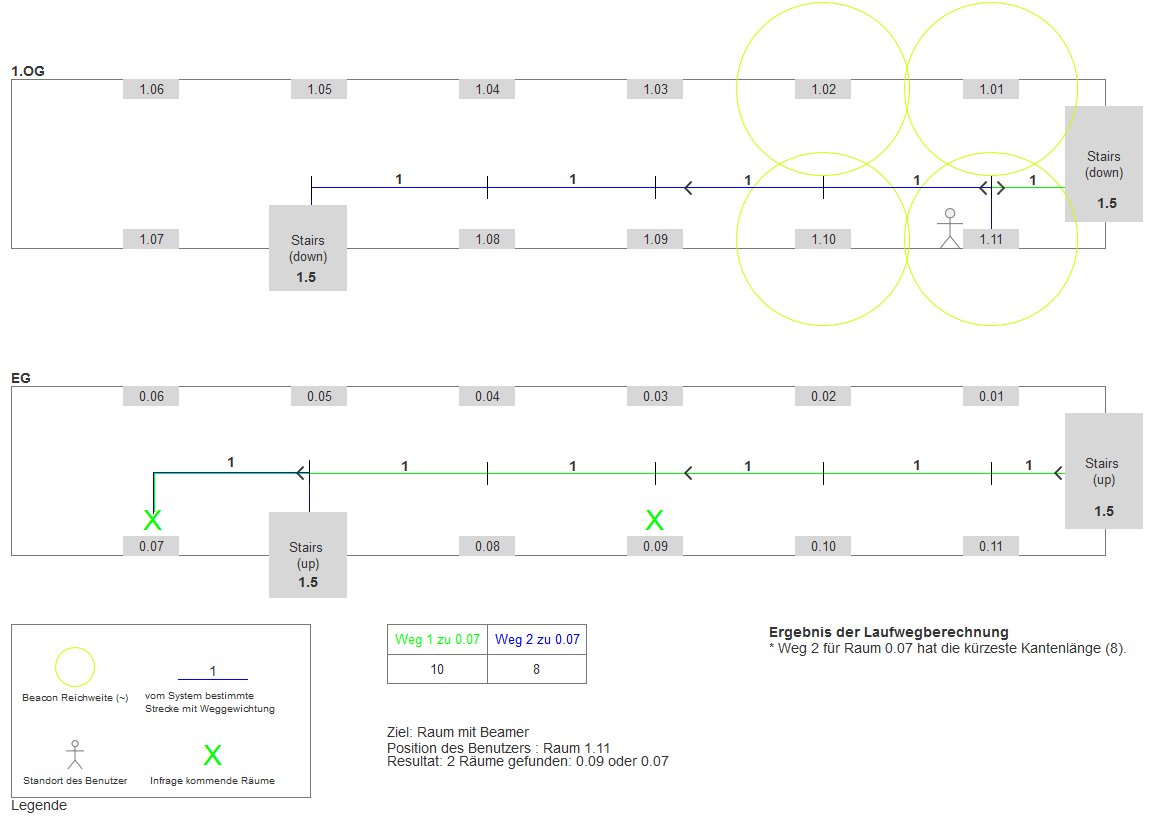 1.OG
1.06 1.05 1.04 1.03 1.02 1.01
Stairs
(down)
1.5
1 1 1 1 1
1.07 1.08 1.09 1.10 1.11
Stairs
(down)
1.5
EG
0.06 0.05 0.04 0.03 0.02 0.01
Stairs
(up)
1.5
1 1 1 1 1 1
X X
0.07 0.08 0.09 0.10 0.11
Stairs
(up)
1.5
Beacon Reichweite (~)
1
vom System bestimmte
Strecke mit Weggewichtung
Standort des Benutzer
X
Infrage kommende Räume
Legende
Weg 1 zu 0.07 Weg 2 zu 0.07
10 8
Ziel: Raum mit Beamer
Position des Benutzers : Raum 1.11
Resultat: 2 Räume gefunden: 0.09 oder 0.07
Ergebnis der Laufwegberechnung
* Weg 2 für Raum 0.07 hat die kürzeste Kantenlänge (8).